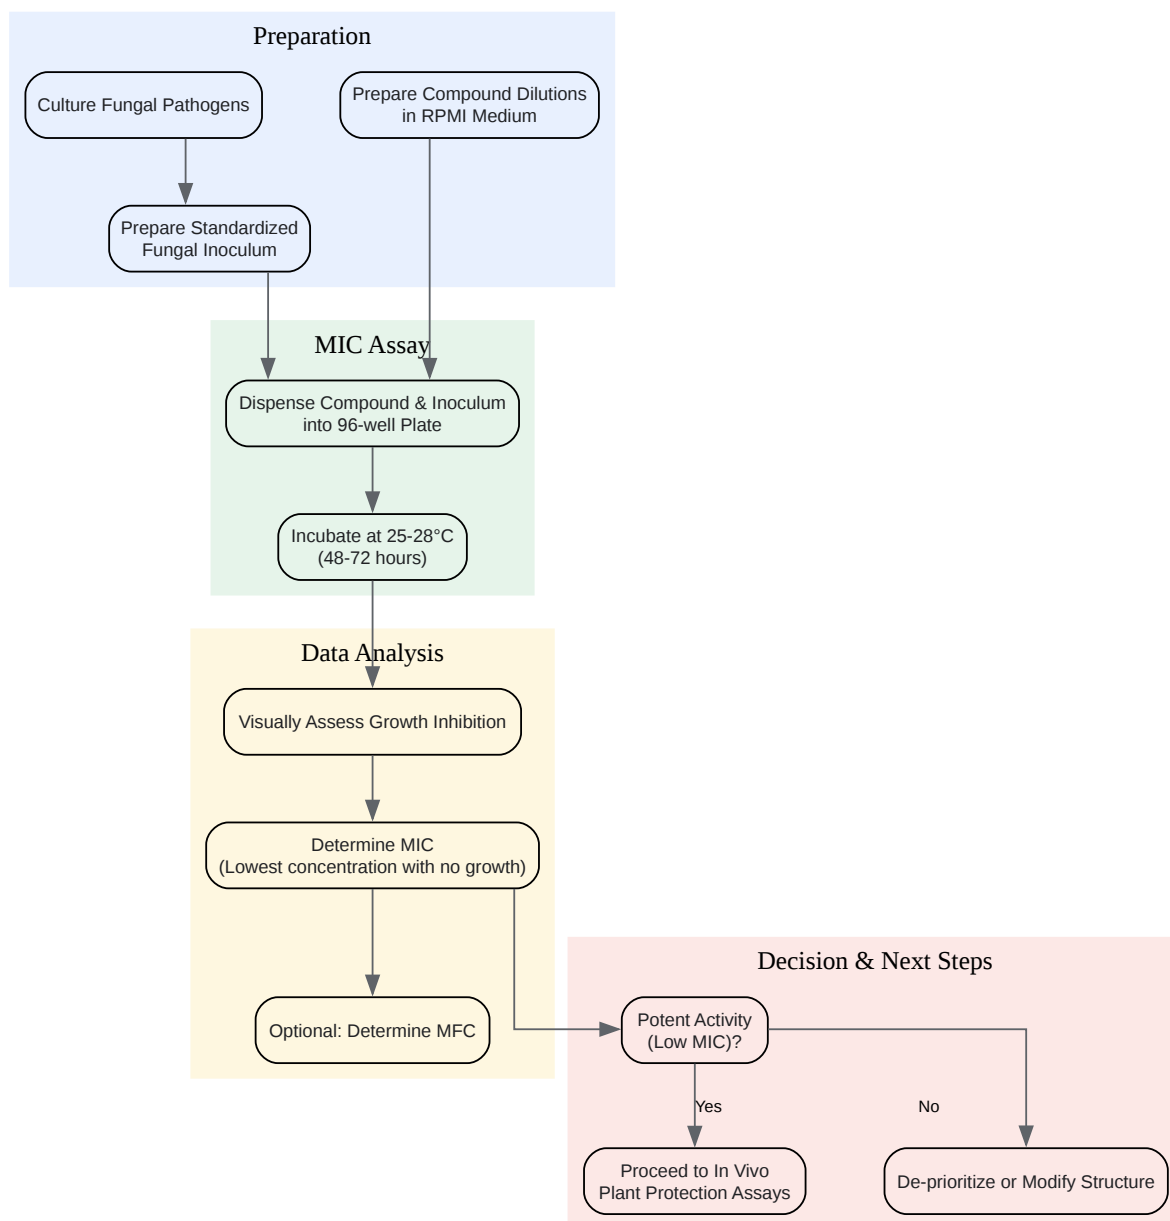 Preparation
Culture Fungal Pathogens
Prepare Compound Dilutions
in RPMI Medium
Prepare Standardized
Fungal Inoculum
MIC Assay
Dispense Compound & Inoculum
into 96-well Plate
Incubate at 25-28°C
(48-72 hours)
Data Analysis
Visually Assess Growth Inhibition
Determine MIC
(Lowest concentration with no growth)
Optional: Determine MFC
Decision & Next Steps
Potent Activity
(Low MIC)?
Yes
No
Proceed to In Vivo
Plant Protection Assays
De-prioritize or Modify Structure